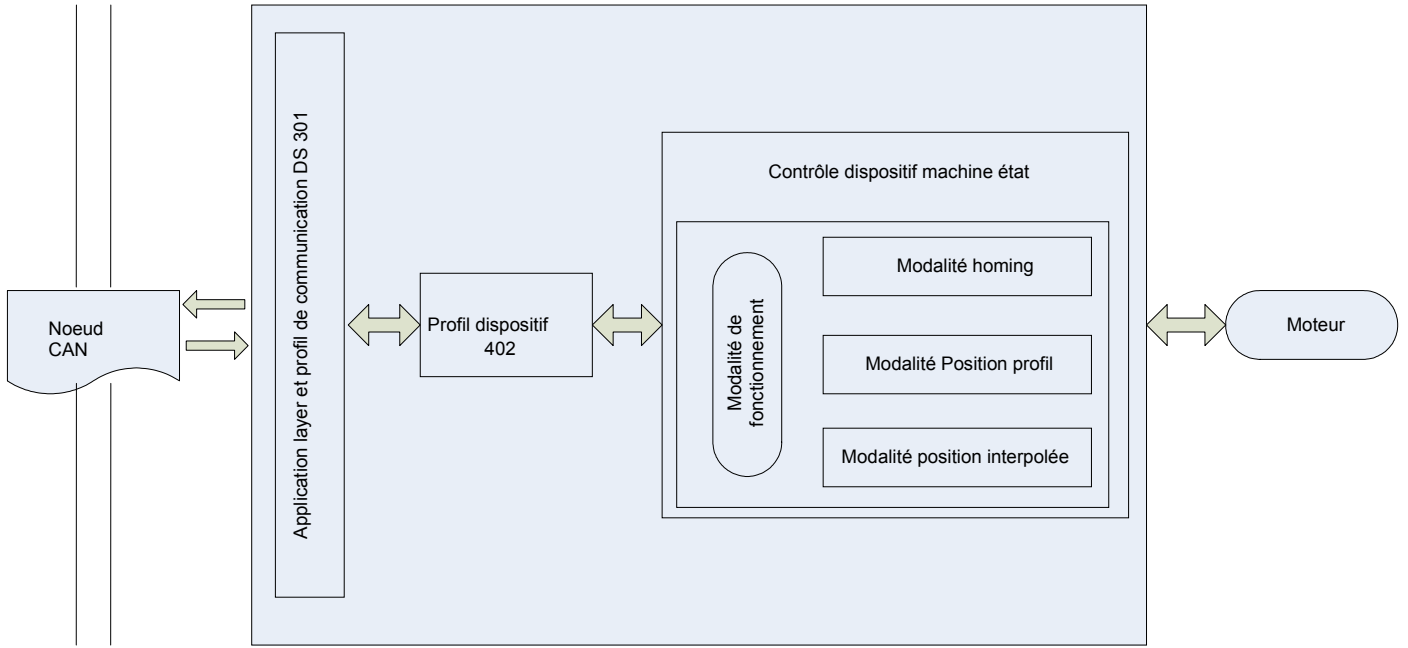 Noeud
CAN
Application layer et profil de communication DS 301
Profil dispositif
402
Contrôle dispositif machine état
Modalité de
fonctionnement
Modalité homing
Modalité Position profil
Modalité position interpolée
Moteur